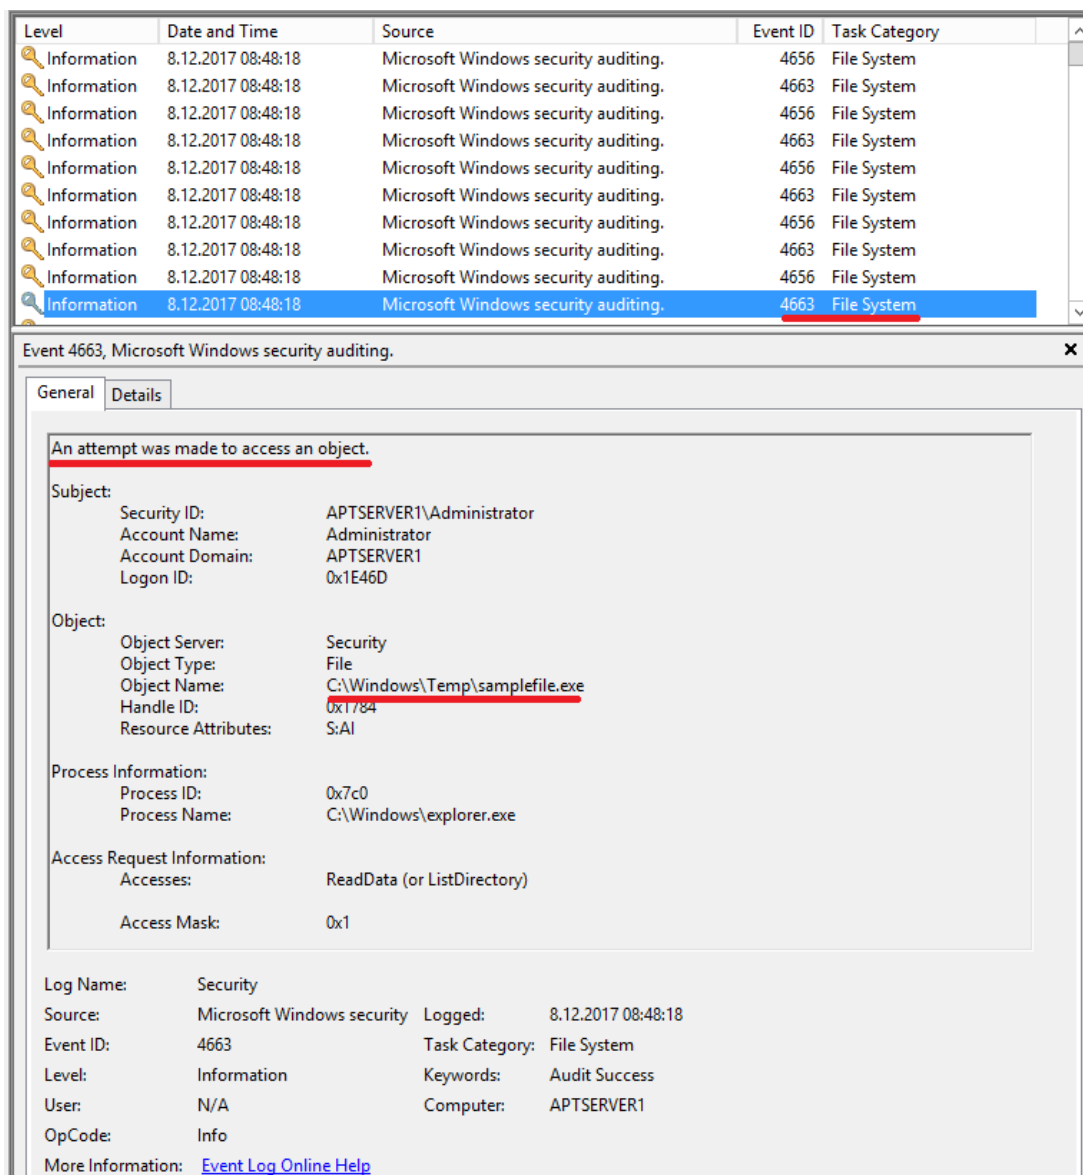 Level Date and Time Source Event ID Task Category
Information 8.12.2017 08:48:18 Microsoft Windows security auditing. 4656 File System
Information 8.12.2017 08:48:18 Microsoft Windows security auditing. 4663 File System
Information 8.12.2017 08:48:18 Microsoft Windows security auditing. 4656 File System
Information 8.12.2017 08:48:18 Microsoft Windows security auditing. 4663 File System
Information 8.12.2017 08:48:18 Microsoft Windows security auditing. 4656 File System
Information 8.12.2017 08:48:18 Microsoft Windows security auditing. 4663 File System
Information 8.12.2017 08:48:18 Microsoft Windows security auditing. 4656 File System
Information 8.12.2017 08:48:18 Microsoft Windows security auditing. 4663 File System
Information 8.12.2017 08:48:18 Microsoft Windows security auditing. 4656 File System
Information 8.12.2017 08:48:18 Microsoft Windows security auditing. 4663 File System
Event 4663, Microsoft Windows security auditing.
General Details
An attempt was made to access an object.
Subject:
Security ID: APTSERVER1\Administrator
Account Name: Administrator
Account Domain: APTSERVER1
Logon ID: 0x1E46D
Object:
Object Server: Security
Object Type: File
Object Name: C:\Windows\Temp\samplefile.exe
Handle ID: 0x1784
Resource Attributes: S:AI
Process Information:
Process ID: 0x7c0
Process Name: C:\Windows\explorer.exe
Access Request Information:
Accesses: ReadData (or ListDirectory)
Access Mask: 0x1
Log Name: Security
Source: Microsoft Windows security Logged: 8.12.2017 08:48:18
Event ID: 4663 Task Category: File System
Level: Information Keywords: Audit Success
User: N/A Computer: APTSERVER1
OpCode: Info
More Information: Event Log Online Help